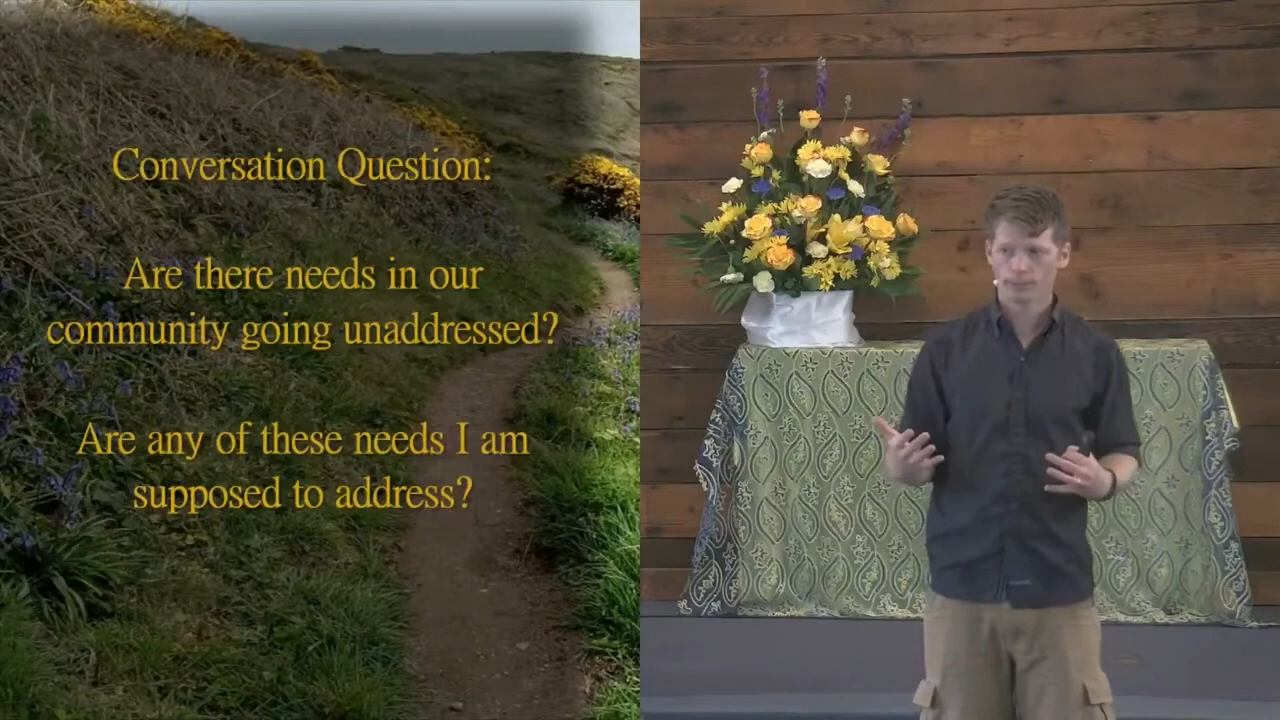 Conversation Question:
Are there needs in our
community going unaddressed?
Are any of these needs I am
supposed to address?